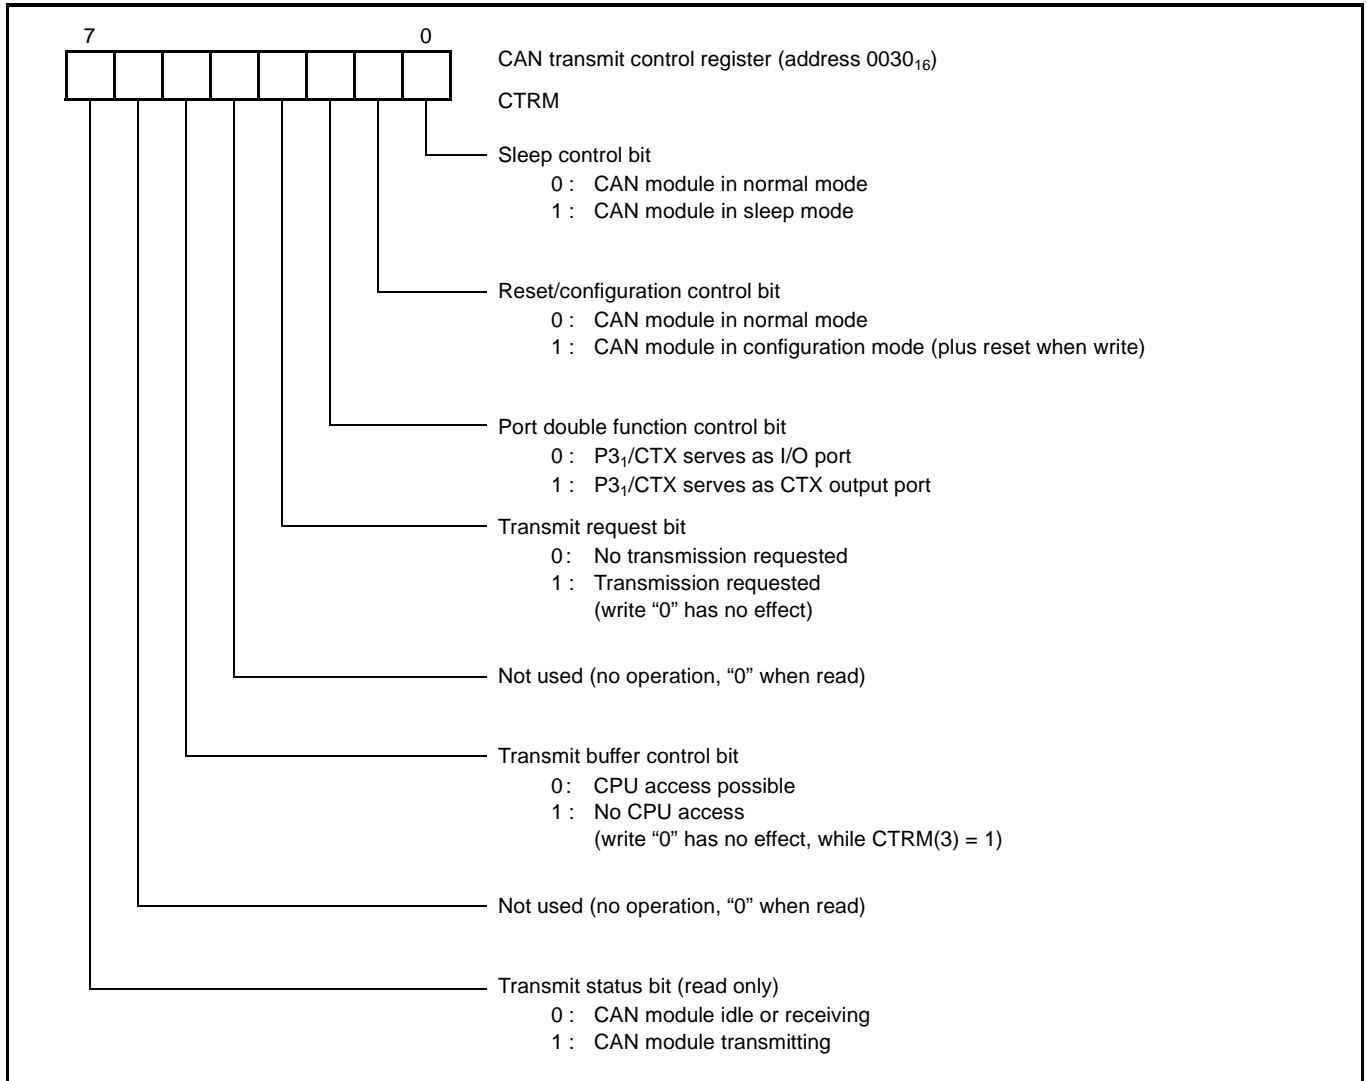 7 0
CAN transmit control register (address 0030₁₆)
CTRM
Sleep control bit
0 : CAN module in normal mode
1 : CAN module in sleep mode
Reset/configuration control bit
0 : CAN module in normal mode
1 : CAN module in configuration mode (plus reset when write)
Port double function control bit
0 : P3₁/CTX serves as I/O port
1 : P3₁/CTX serves as CTX output port
Transmit request bit
0 : No transmission requested
1 : Transmission requested
(write “0” has no effect)
Not used (no operation, “0” when read)
Transmit buffer control bit
0 : CPU access possible
1 : No CPU access
(write “0” has no effect, while CTRM(3) = 1)
Not used (no operation, “0” when read)
Transmit status bit (read only)
0 : CAN module idle or receiving
1 : CAN module transmitting